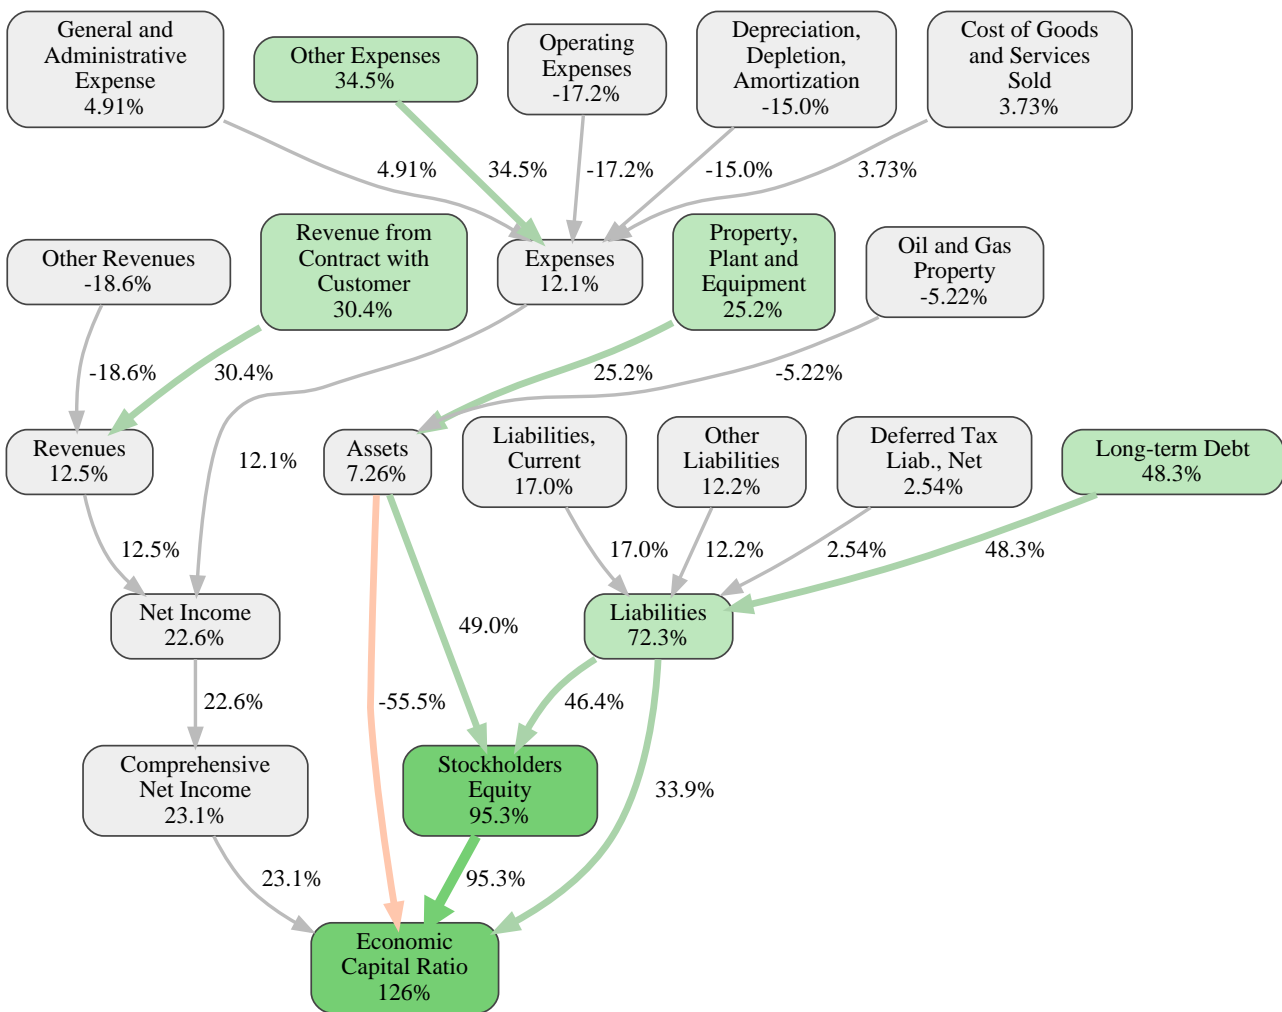 General and
Administrative
Expense
4.91%
Other Expenses
34.5%
Operating
Expenses
-17.2%
Depreciation,
Depletion,
Amortization
-15.0%
Cost of Goods
and Services
Sold
3.73%
4.91%
34.5%
-17.2%
-15.0%
3.73%
Other Revenues
-18.6%
Revenue from
Contract with
Customer
30.4%
Expenses
12.1%
Property,
Plant and
Equipment
25.2%
Oil and Gas
Property
-5.22%
-18.6%
30.4%
25.2%
-5.22%
Revenues
12.5%
12.1%
Assets
7.26%
Liabilities,
Current
17.0%
Other
Liabilities
12.2%
Deferred Tax
Liab., Net
2.54%
Long-term Debt
48.3%
12.5%
17.0%
12.2%
2.54%
48.3%
Net Income
22.6%
49.0%
Liabilities
72.3%
22.6%
-55.5%
46.4%
Comprehensive
Net Income
23.1%
Stockholders
Equity
95.3%
33.9%
23.1%
95.3%
Economic
Capital Ratio
126%